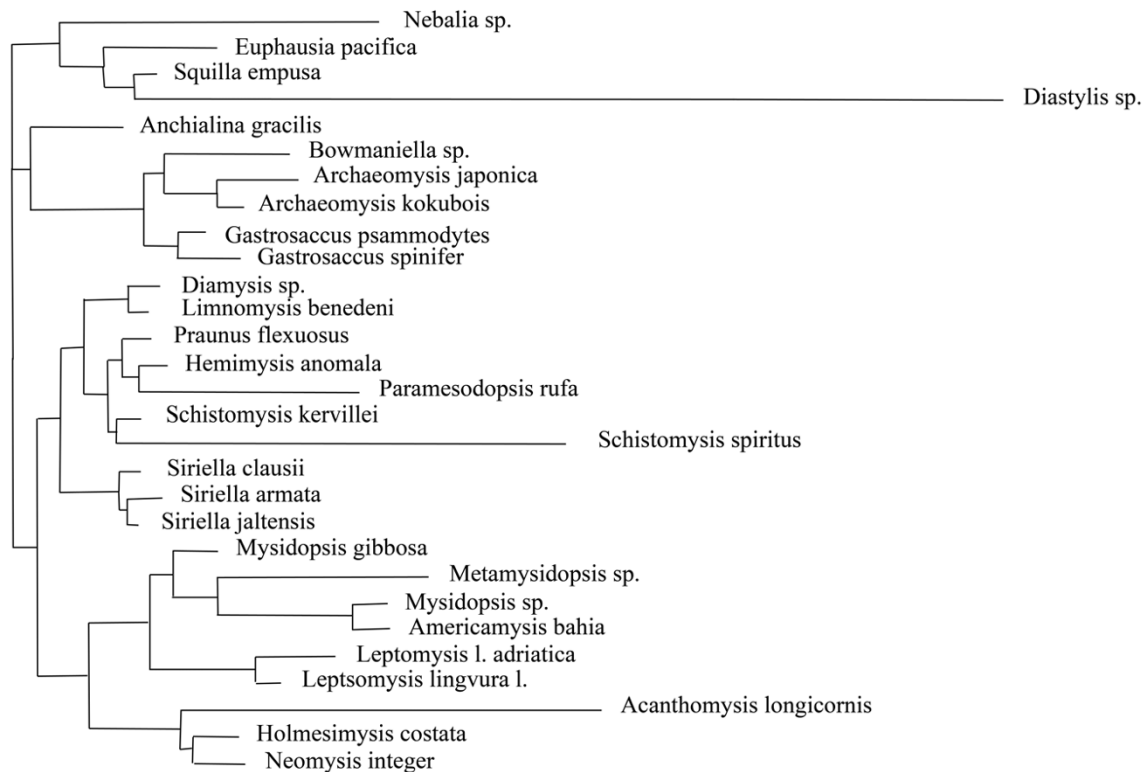 Nebalia sp.
Euphausia pacifica
Squilla empusa
Diastylis sp.
Anchialina gracilis
Bowmaniella sp.
Archaeomysis japonica
Archaeomysis kokubois
Gastrosaccus psammodytes
Gastrosaccus spinifer
Diamysis sp.
Limnomysis benedeni
Praunus flexuosus
Hemimysis anomala
Paramesodopsis rufa
Schistomysis kervillei
Schistomysis spiritus
Siriella clausii
Siriella armata
Siriella jaltensis
Mysidopsis gibbosa
Metamysidopsis sp.
Mysidopsis sp.
Americamysis bahia
Leptomysis l. adriatica
Leptsomysis lingvura l.
Acanthomysis longicornis
Holmesimysis costata
Neomysis integer